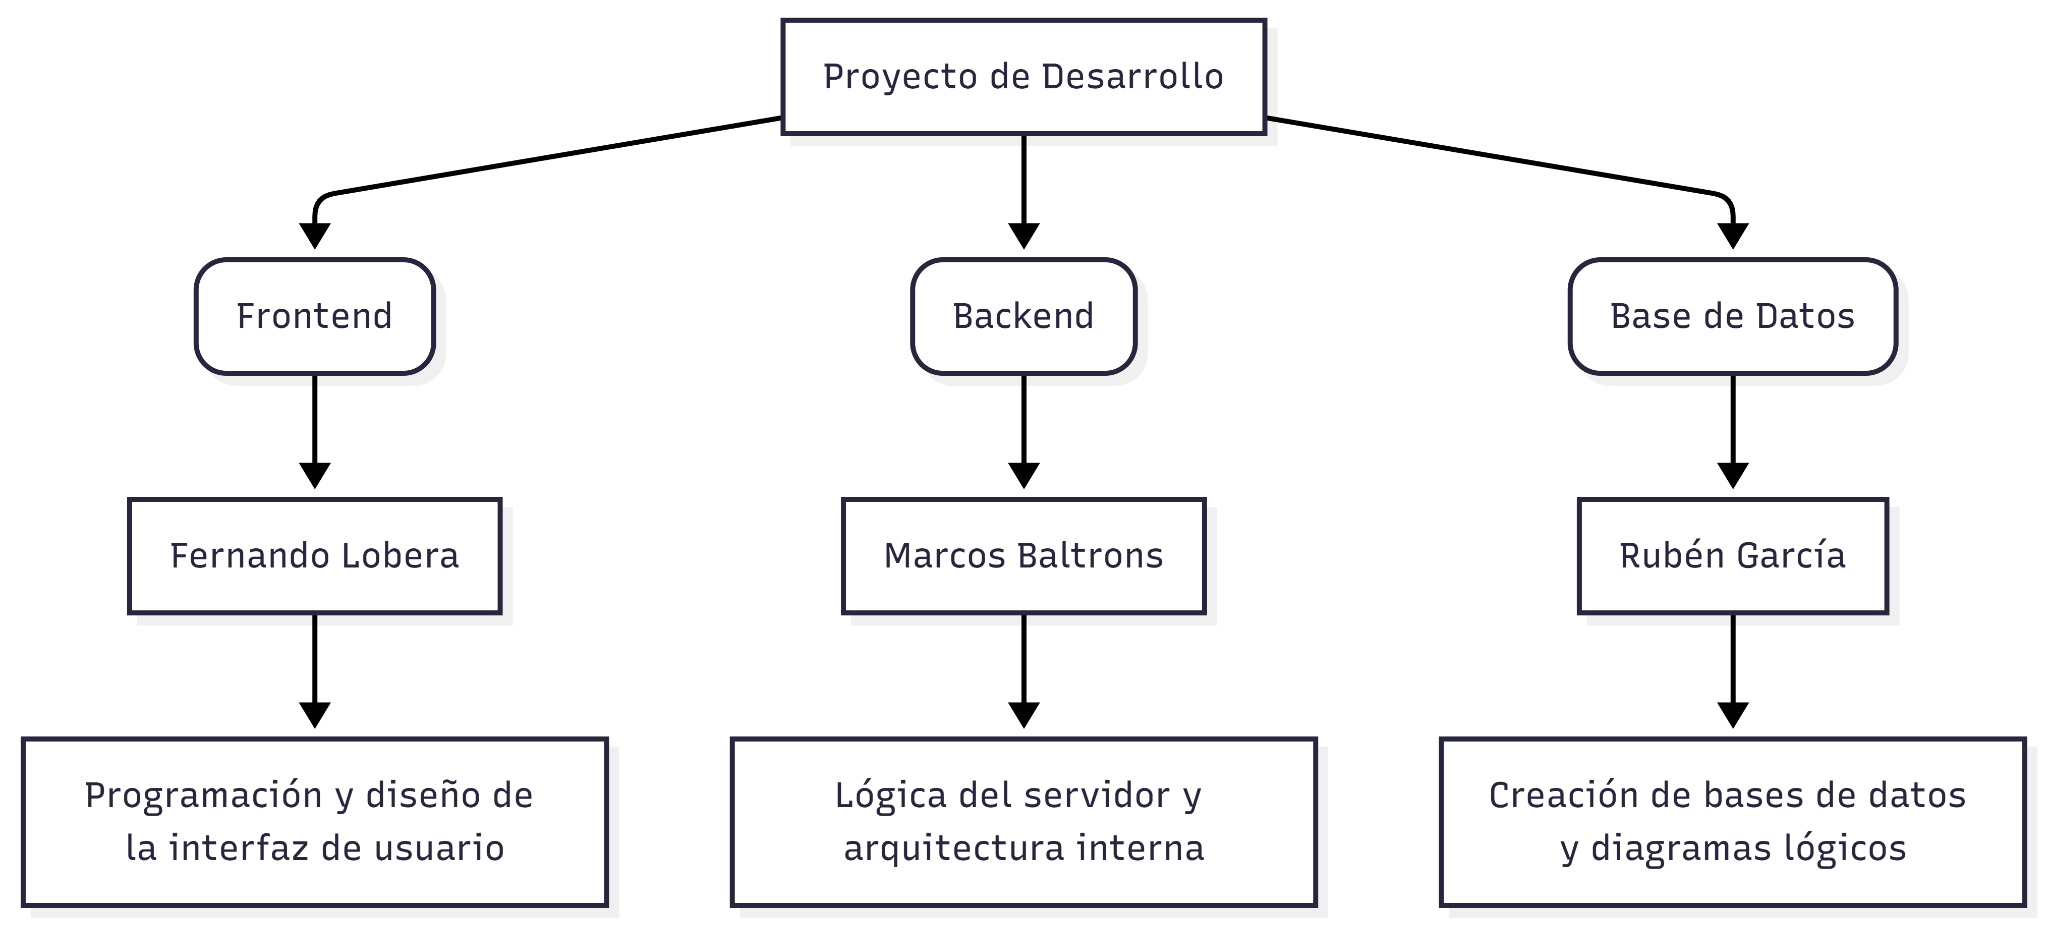 Proyecto de Desarrollo
Frontend
Backend
Base de Datos
Fernando Lobera
Marcos Baltrons
Rubén García
Programación y diseño de
la interfaz de usuario
Lógica del servidor y
arquitectura interna
Creación de bases de datos
y diagramas lógicos